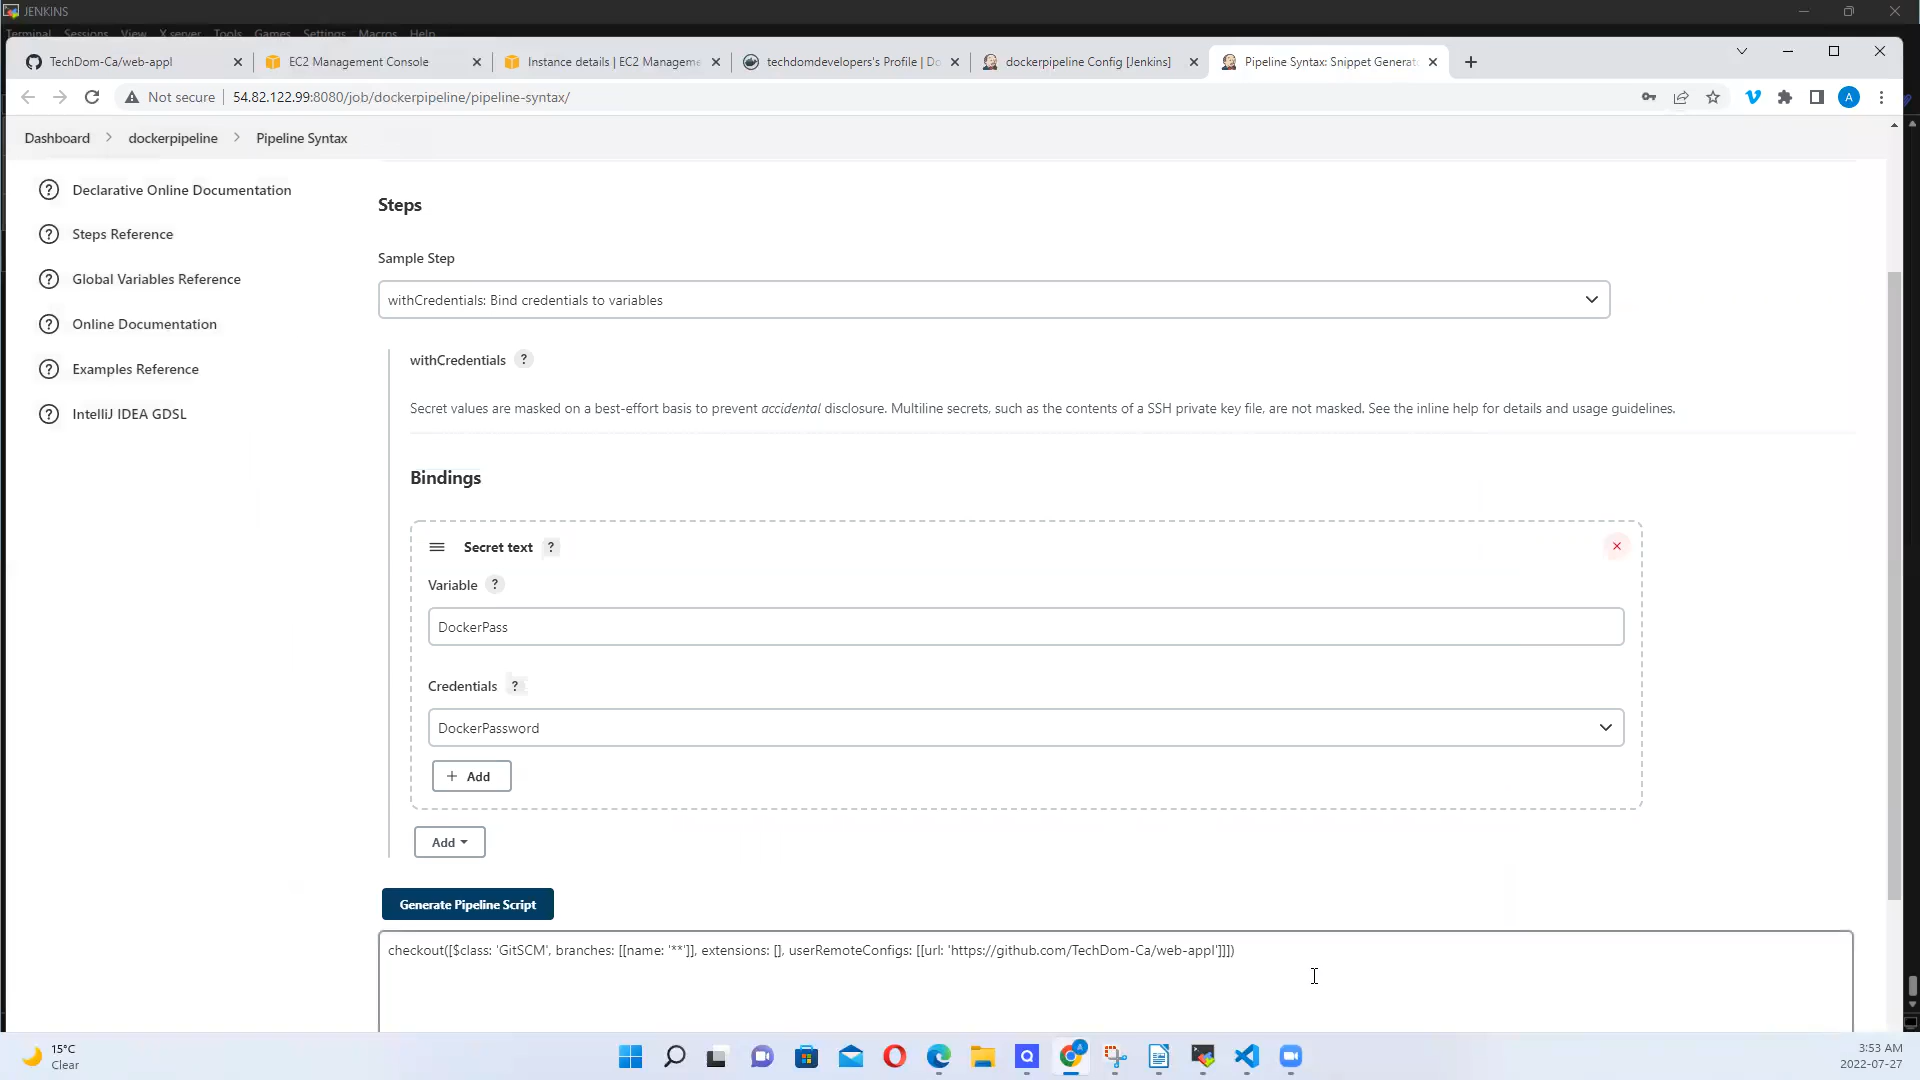 JENKINS
Terminal Sessions View X server Tools Games Settings Macros Help
TechDom-Ca/web-appl
EC2 Management Console
Instance details | EC2 Manageme
techdomdevelopers's Profile | Do
dockerpipeline Config [Jenkins]
Pipeline Syntax: Snippet Generat
Not secure 54.82.122.99:8080/job/dockerpipeline/pipeline-syntax/
A
Dashboard dockerpipeline Pipeline Syntax
Declarative Online Documentation
Steps Reference
Global Variables Reference
Online Documentation
Examples Reference
IntelliJ IDEA GDSL
Steps
Sample Step
withCredentials: Bind credentials to variables
withCredentials ?
Secret values are masked on a best-effort basis to prevent accidental disclosure. Multiline secrets, such as the contents of a SSH private key file, are not masked. See the inline help for details and usage guidelines.
Bindings
Secret text ?
Variable ?
DockerPass
Credentials ?
DockerPassword
+ Add
Add
Generate Pipeline Script
checkout([$class: 'GitSCM', branches: [[name: '**']], extensions: [], userRemoteConfigs: [[url: 'https://github.com/TechDom-Ca/web-appl']]])
15°C
Clear
3:53 AM
2022-07-27